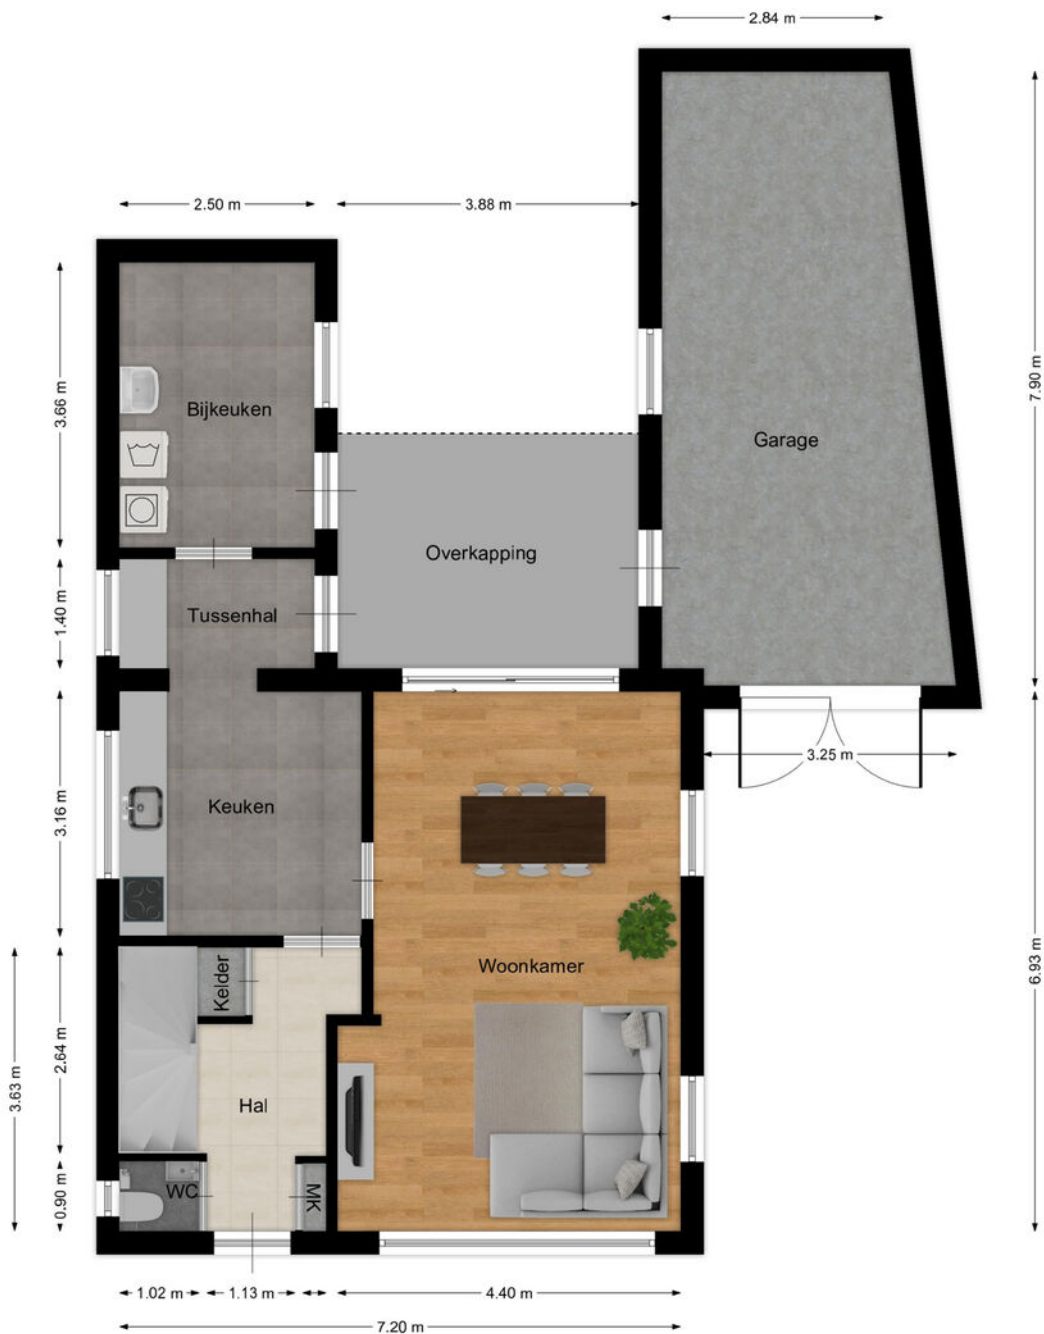 2.84 m
2.50 m
3.88 m
7.90 m
3.66 m
Bijkeuken
Garage
Overkapping
1.40 m
Tussenhal
3.25 m
3.16 m
Keuken
6.93 m
Woonkamer
Kelder
2.64 m
3.63 m
Hal
0.90 m
WC
MK
1.02 m
1.13 m
4.40 m
7.20 m